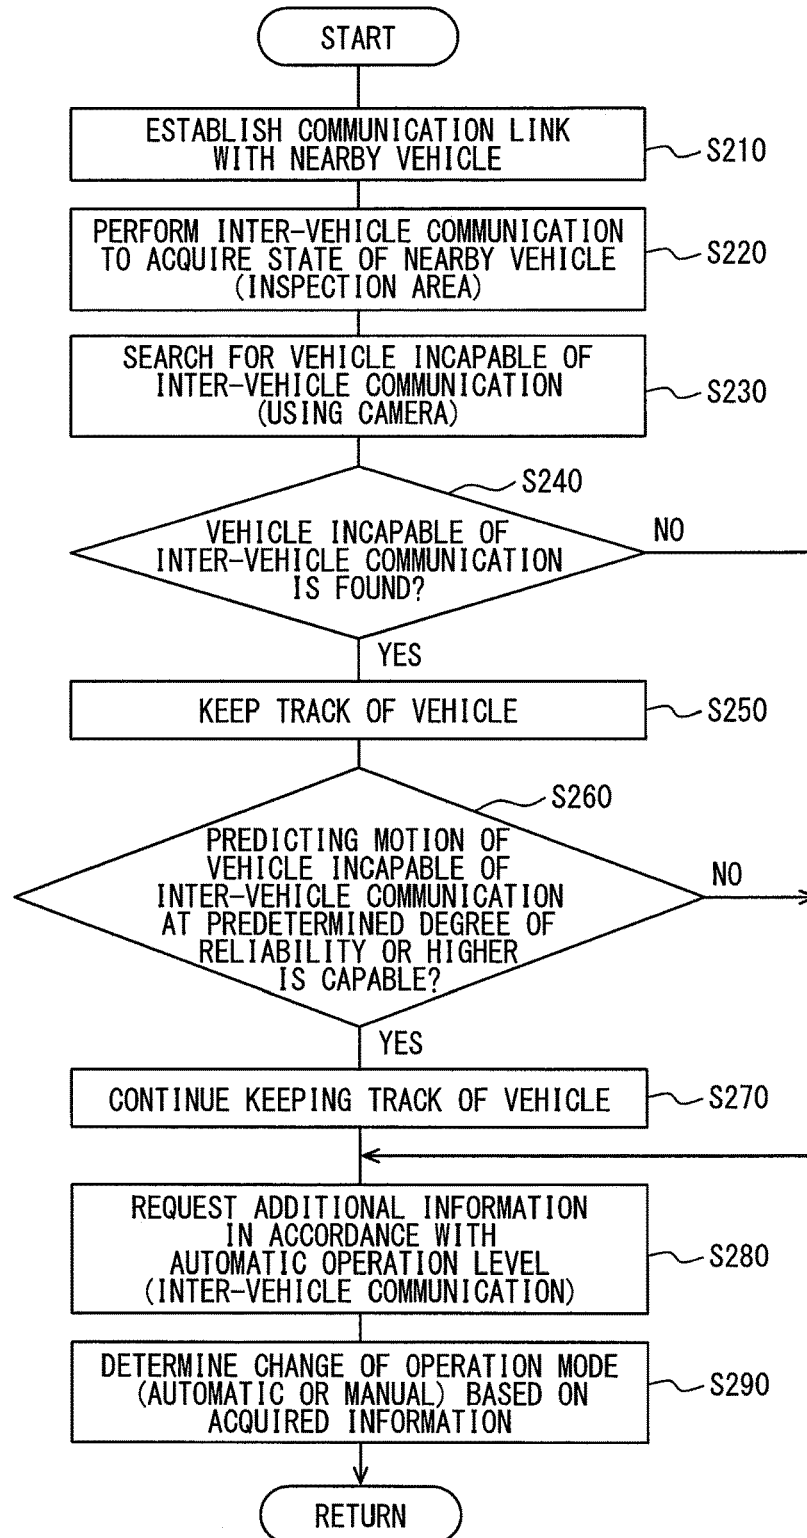 START
ESTABLISH COMMUNICATION LINK
WITH NEARBY VEHICLE
S210
PERFORM INTER-VEHICLE COMMUNICATION
TO ACQUIRE STATE OF NEARBY VEHICLE
(INSPECTION AREA)
S220
SEARCH FOR VEHICLE INCAPABLE OF
INTER-VEHICLE COMMUNICATION
(USING CAMERA)
S230
S240
VEHICLE INCAPABLE OF
INTER-VEHICLE COMMUNICATION
IS FOUND?
NO
YES
KEEP TRACK OF VEHICLE
S250
S260
PREDICTING MOTION OF
VEHICLE INCAPABLE OF
INTER-VEHICLE COMMUNICATION
AT PREDETERMINED DEGREE OF
RELIABILITY OR HIGHER
IS CAPABLE?
NO
YES
CONTINUE KEEPING TRACK OF VEHICLE
S270
REQUEST ADDITIONAL INFORMATION
IN ACCORDANCE WITH
AUTOMATIC OPERATION LEVEL
(INTER-VEHICLE COMMUNICATION)
S280
DETERMINE CHANGE OF OPERATION MODE
(AUTOMATIC OR MANUAL) BASED ON
ACQUIRED INFORMATION
S290
RETURN